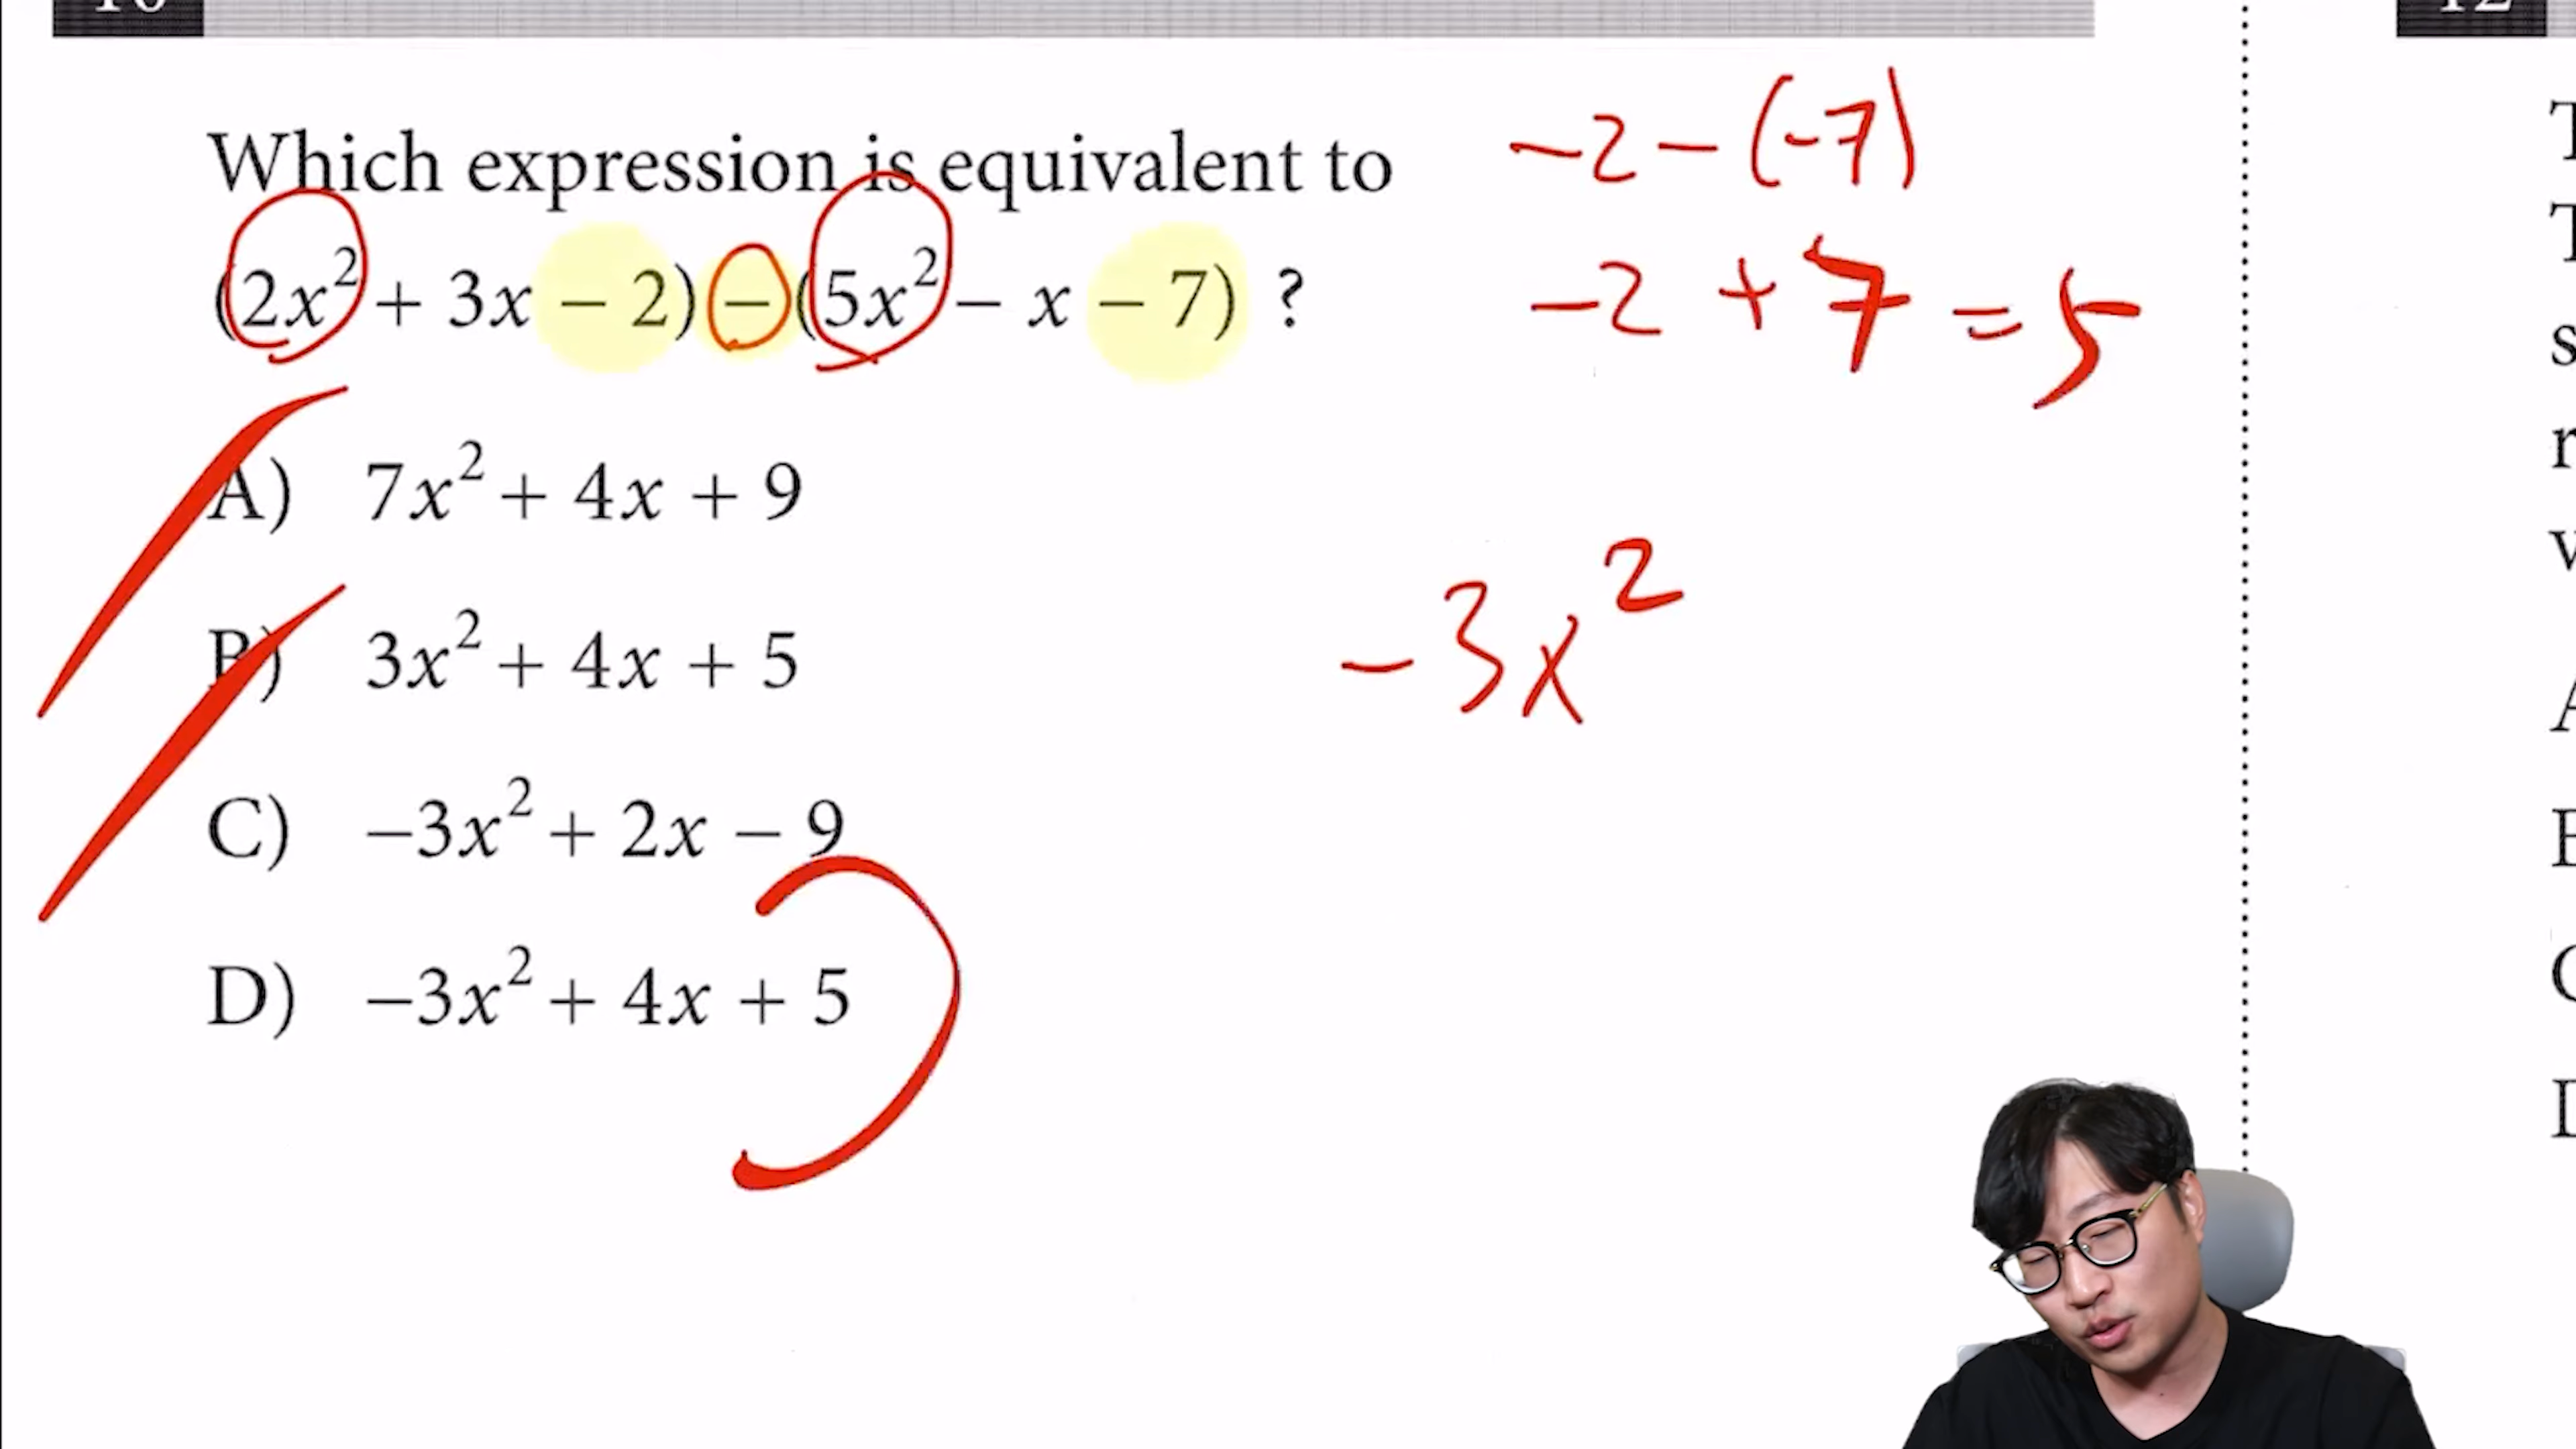 Which expression is equivalent to
(2x² + 3x − 2) − (5x² − x − 7) ?
A) 7x² + 4x + 9
B) 3x² + 4x + 5
C) −3x² + 2x − 9
D) −3x² + 4x + 5
−2 − (−7)
−2 + 7 = 5
−3x²